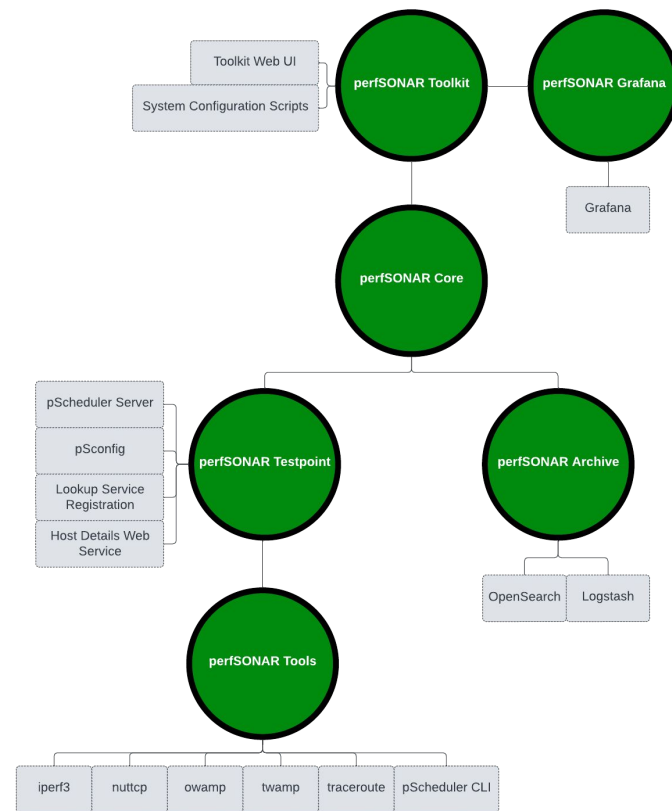 Toolkit Web UI
System Configuration Scripts
perfSONAR Toolkit
perfSONAR Grafana
Grafana
perfSONAR Core
pScheduler Server
pSconfig
Lookup Service
Registration
Host Details Web
Service
perfSONAR Testpoint
perfSONAR Archive
OpenSearch
Logstash
perfSONAR Tools
iperf3
nuttcp
owamp
twamp
traceroute
pScheduler CLI